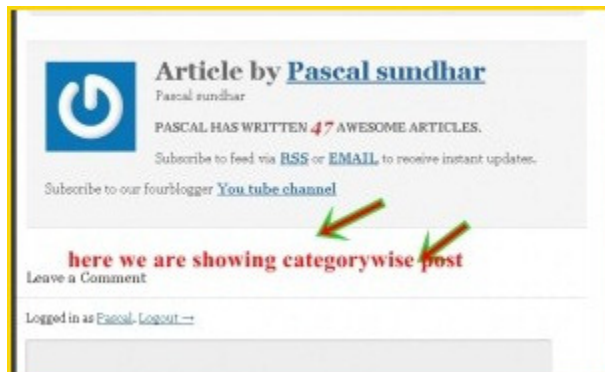 Article by Pascal sundhar
Pascal sundhar
PASCAL HAS WRITTEN 47 AWESOME ARTICLES.
Subscribe to feed via RSS or EMAIL to receive instant updates.
Subscribe to our fourblogger You tube channel
here we are showing categorywise post
Leave a Comment
Logged in as Pascal. Logout →